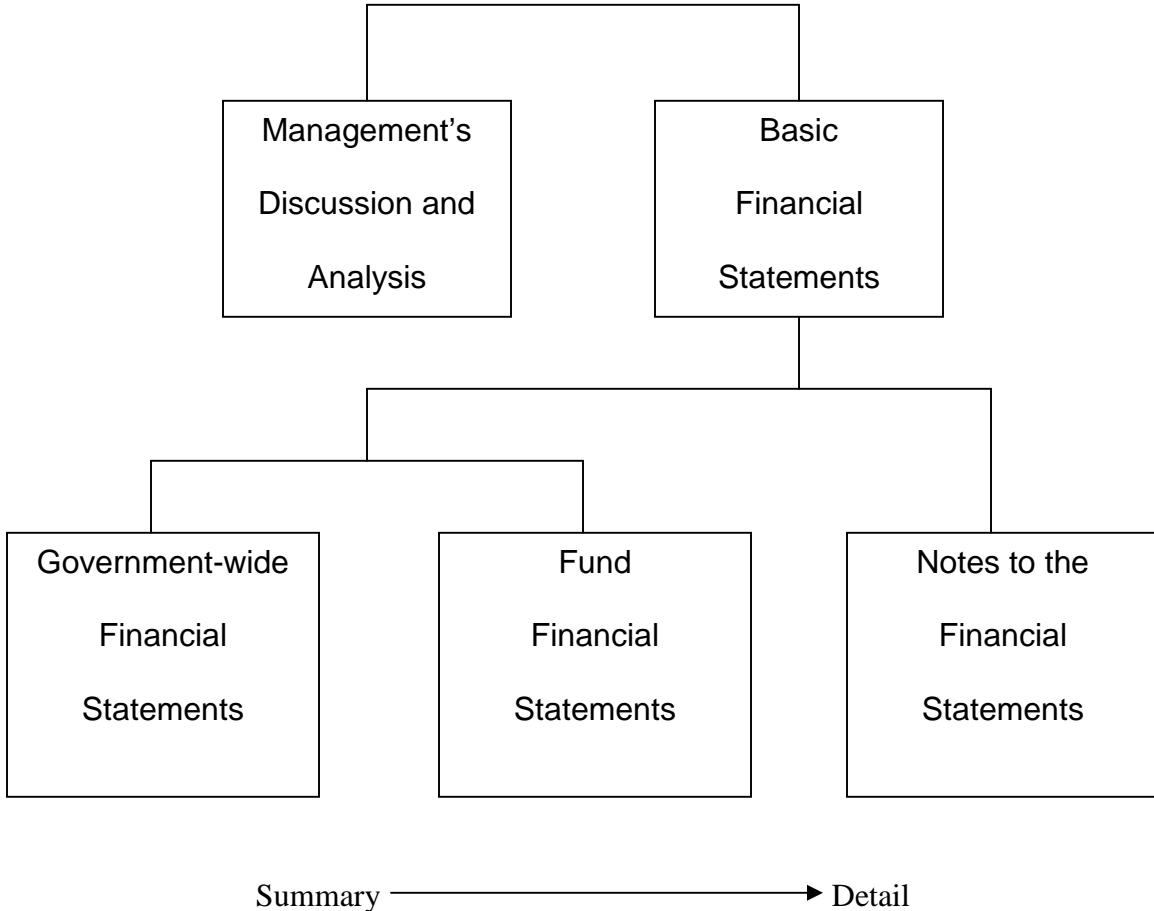 Management’s
Discussion and
Analysis
Basic
Financial
Statements
Government-wide
Financial
Statements
Fund
Financial
Statements
Notes to the
Financial
Statements
Summary
Detail